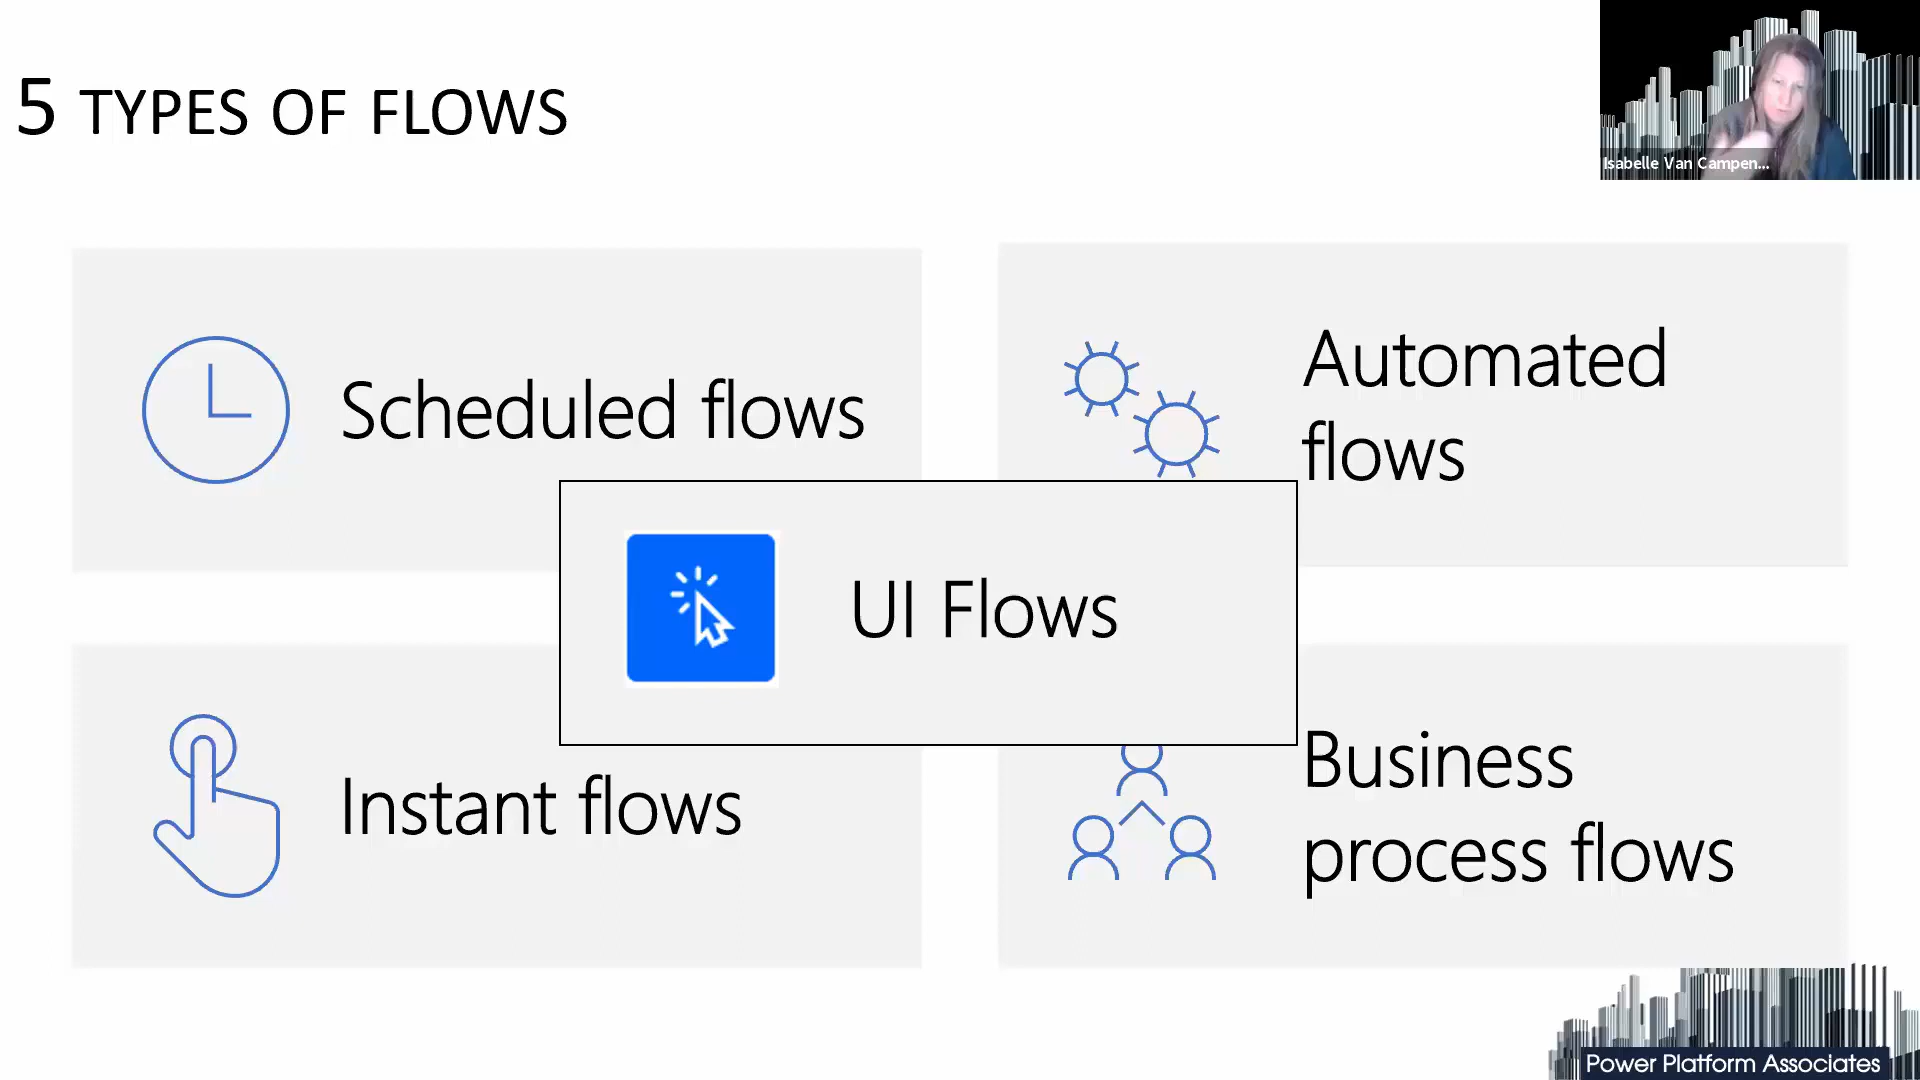 5 TYPES OF FLOWS
Isabelle Van Campen...
Scheduled flows
Automated
flows
UI Flows
Instant flows
Business
process flows
Power Platform Associates